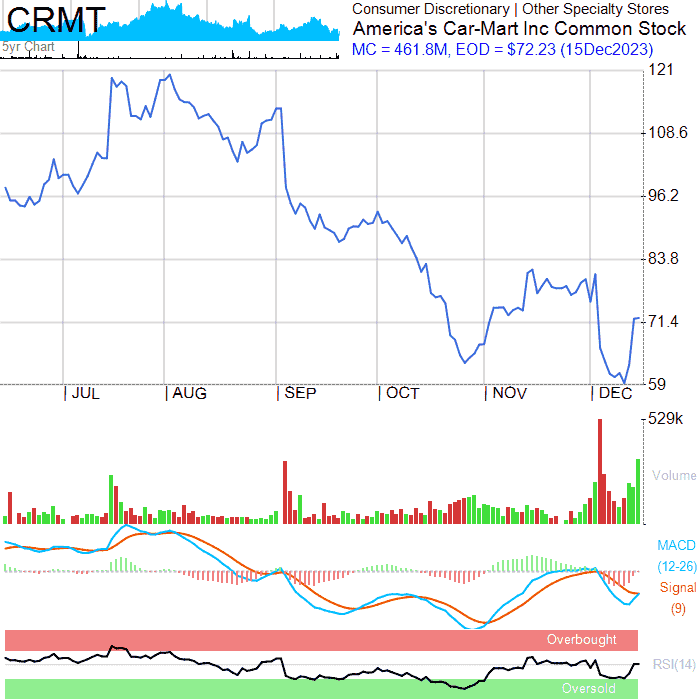 CRMT
5yr Chart
Consumer Discretionary | Other Specialty Stores
America's Car-Mart Inc Common Stock
MC = 461.8M, EOD = $72.23 (15Dec2023)
121
108.6
96.2
83.8
71.4
59
JUL
AUG
SEP
OCT
NOV
DEC
529k
Volume
MACD
(12-26)
Signal
(9)
Overbought
RSI(14)
Oversold